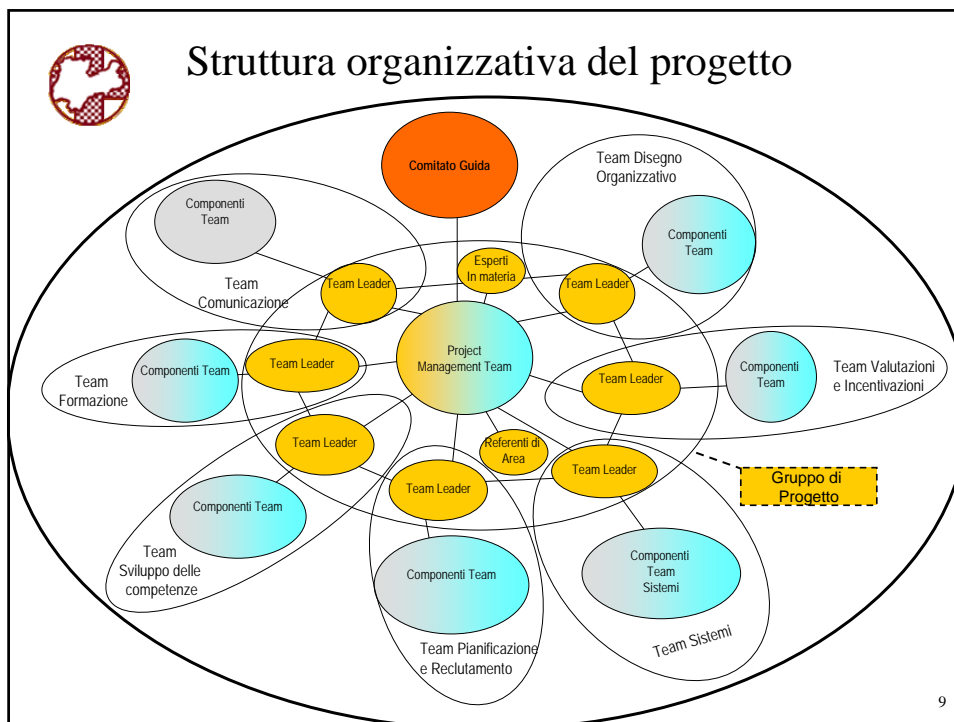 Struttura organizzativa del progetto
Comitato Guida
Team Disegno
Organizzativo
Componenti
Team
Componenti
Team
Esperti
In materia
Team
Comunicazione
Team Leader
Team Leader
Project
Management Team
Team
Formazione
Componenti Team
Team Leader
Team Leader
Componenti
Team
Team Valutazioni
e Incentivazioni
Team Leader
Referenti di
Area
Team Leader
Team Leader
Gruppo di
Progetto
Componenti Team
Team
Sviluppo delle
competenze
Componenti Team
Componenti
Team
Sistemi
Team Pianificazione
e Reclutamento
Team Sistemi
9